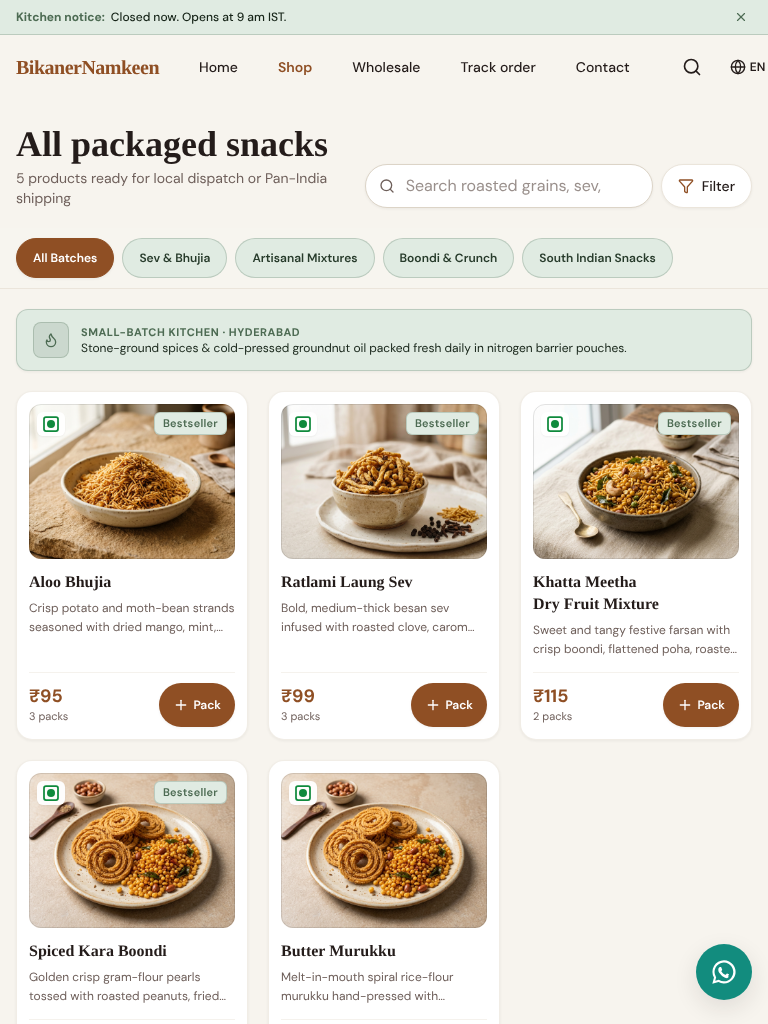 Kitchen notice: Closed now. Opens at 9 am IST.
BikanerNamkeen Home Shop Wholesale Track order Contact EN
All packaged snacks
5 products ready for local dispatch or Pan-India
shipping
Search roasted grains, sev,
Filter
All Batches Sev & Bhujia Artisanal Mixtures Boondi & Crunch South Indian Snacks
SMALL-BATCH KITCHEN · HYDERABAD
Stone-ground spices & cold-pressed groundnut oil packed fresh daily in nitrogen barrier pouches.
Bestseller
Aloo Bhujia
Crisp potato and moth-bean strands
seasoned with dried mango, mint,…
₹95
3 packs
+ Pack
Bestseller
Ratlami Laung Sev
Bold, medium-thick besan sev
infused with roasted clove, carom…
₹99
3 packs
+ Pack
Bestseller
Khatta Meetha
Dry Fruit Mixture
Sweet and tangy festive farsan with
crisp boondi, flattened poha, roaste…
₹115
2 packs
+ Pack
Bestseller
Spiced Kara Boondi
Golden crisp gram-flour pearls
tossed with roasted peanuts, fried…
Butter Murukku
Melt-in-mouth spiral rice-flour
murukku hand-pressed with…